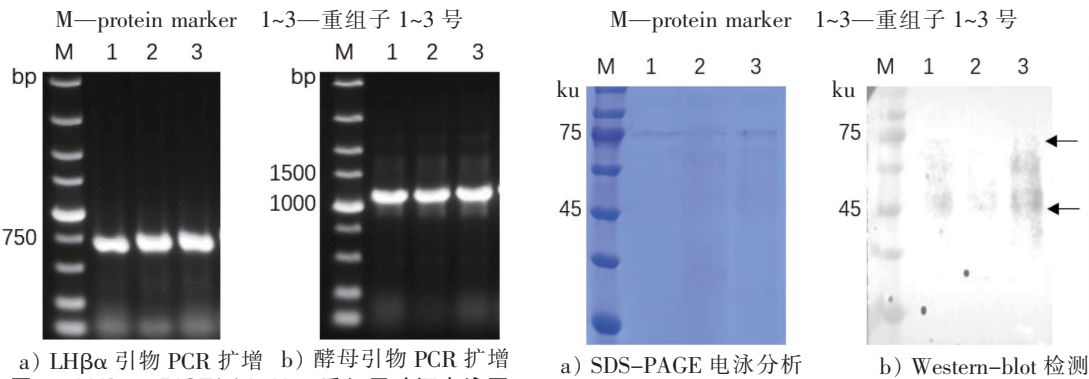 M—protein marker 1~3—重组子 1~3 号
M 1 2 3
bp
750
a) LHβα 引物 PCR 扩增
M 1 2 3
bp
1500
1000
b) 酵母引物 PCR 扩增
M—protein marker 1~3—重组子 1~3 号
M 1 2 3
ku
75
45
a) SDS–PAGE 电泳分析
M 1 2 3
ku
75
45
b) Western–blot 检测